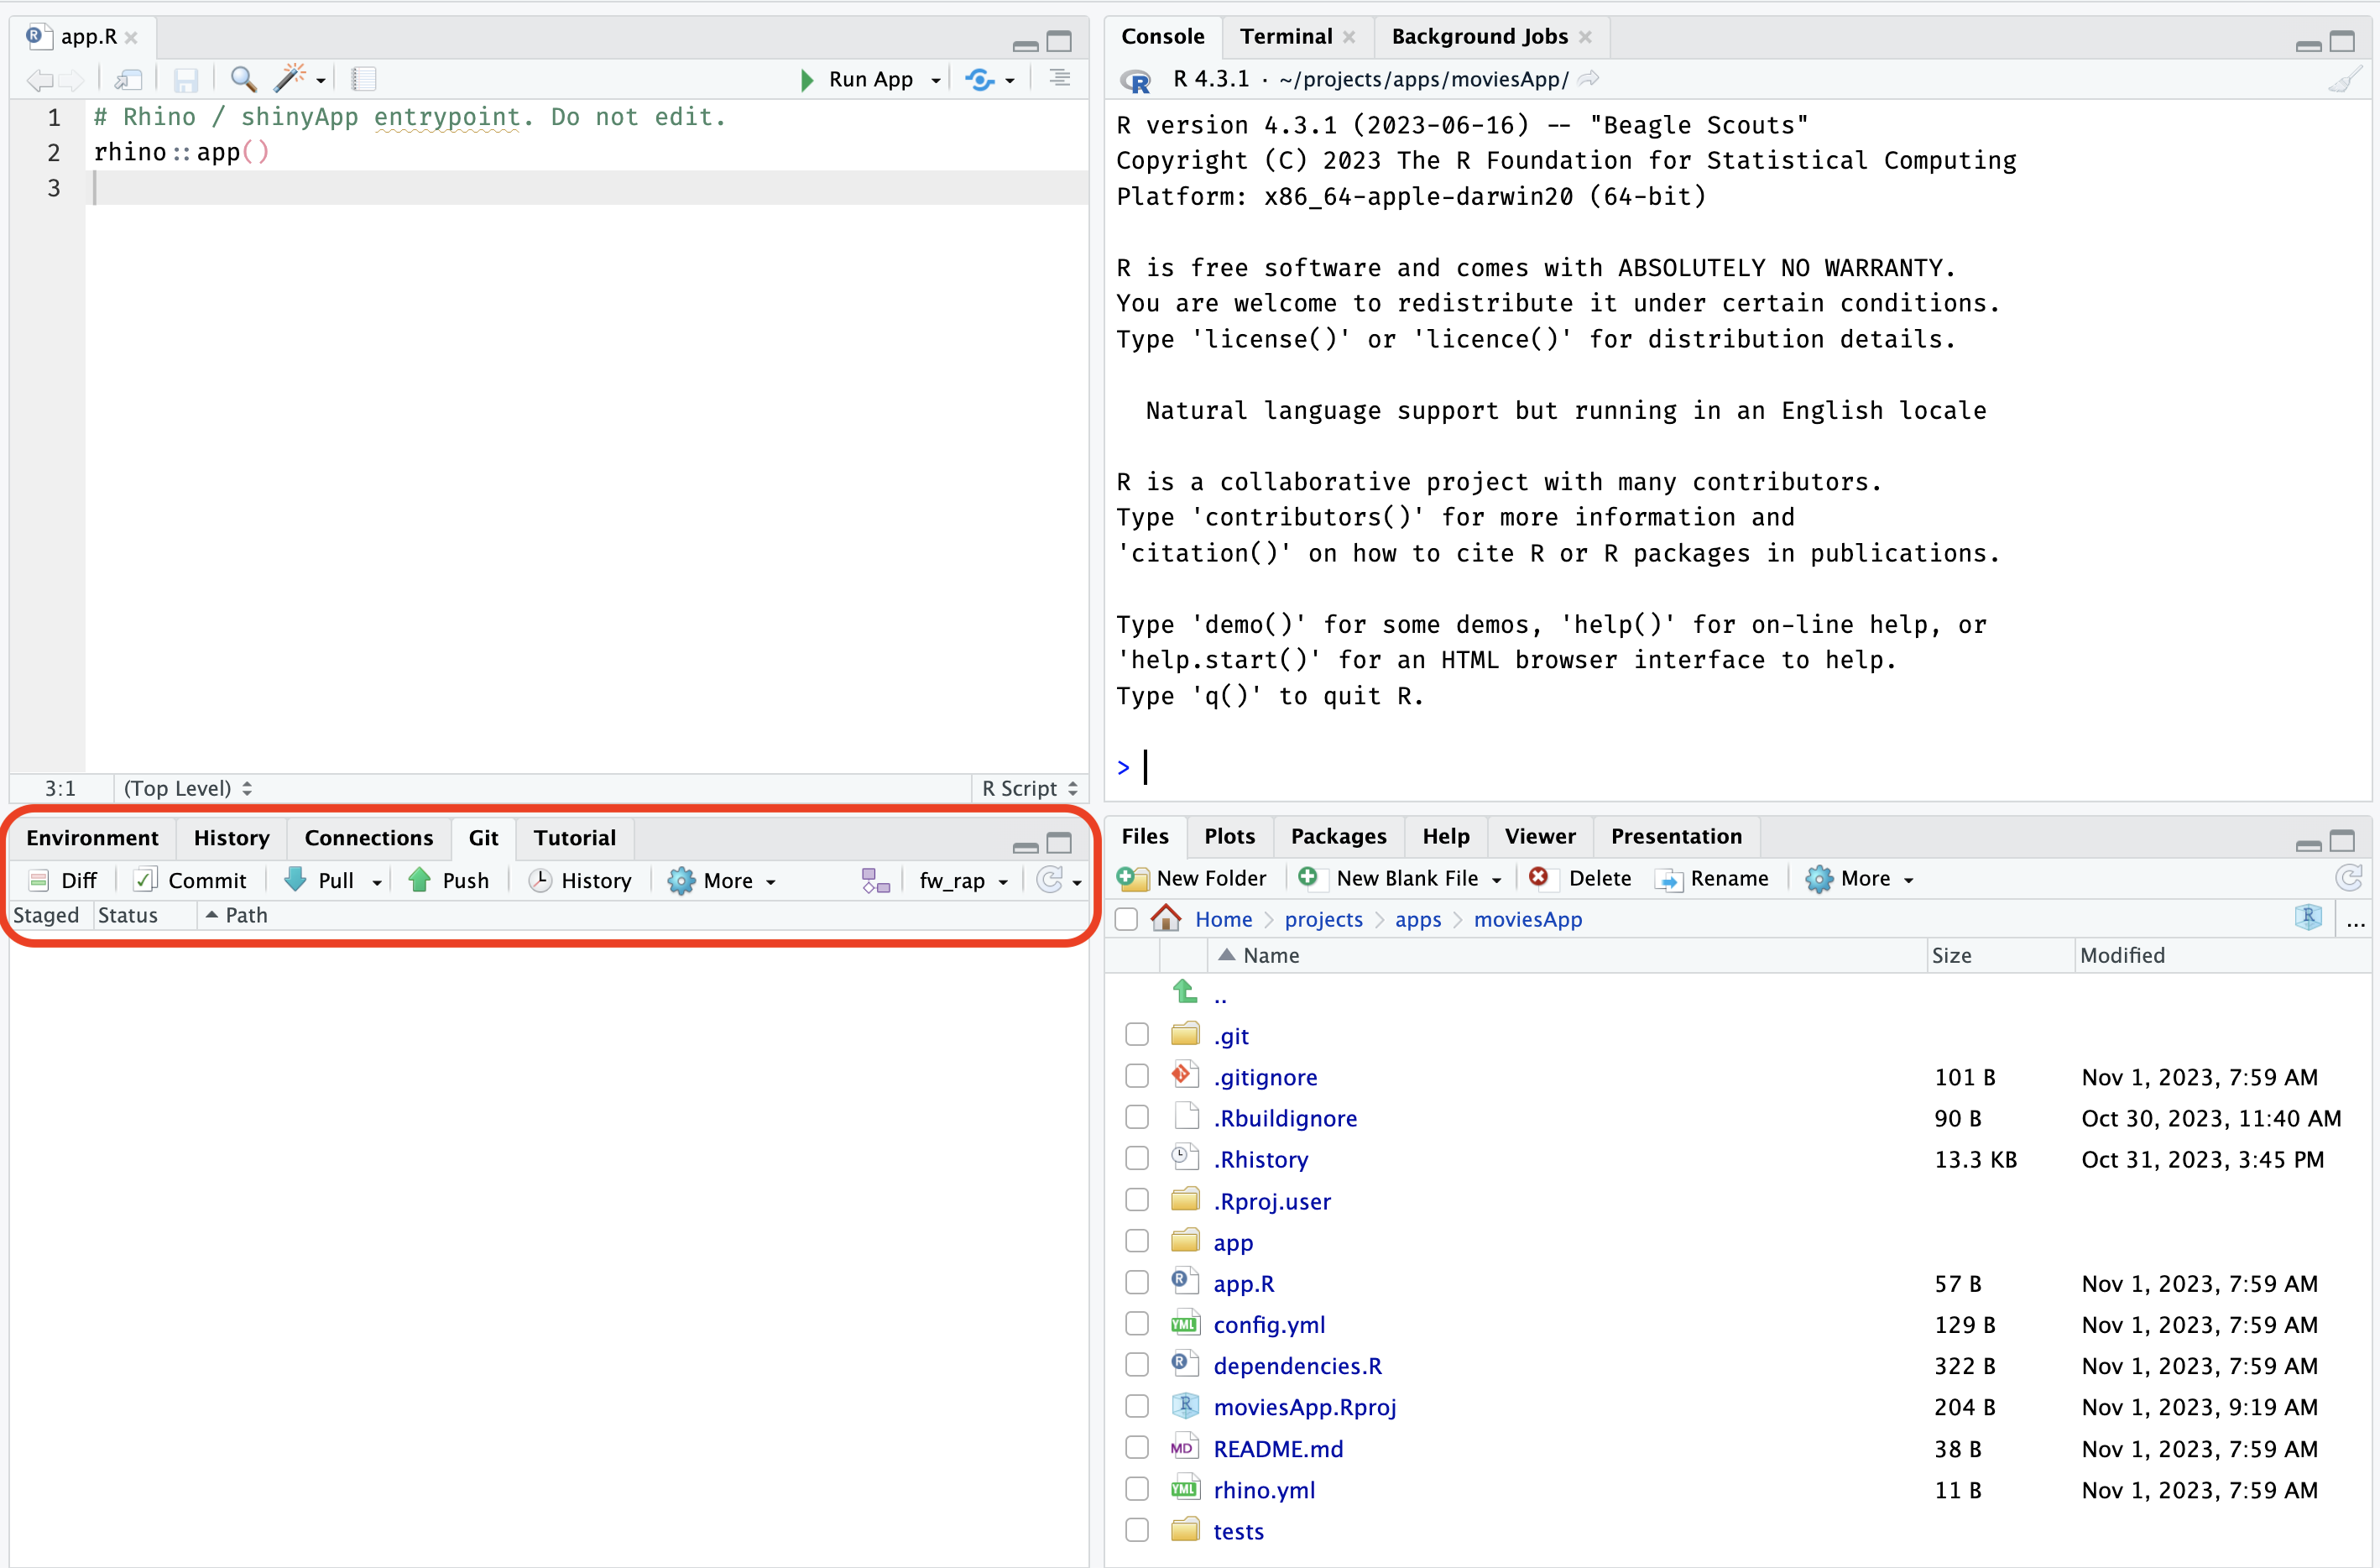 app.R
Run App
1 # Rhino / shinyApp entrypoint. Do not edit.
2 rhino::app()
3
3:1 (Top Level) R Script
Console Terminal Background Jobs
R 4.3.1 · ~/projects/apps/moviesApp/
R version 4.3.1 (2023-06-16) -- "Beagle Scouts"
Copyright (C) 2023 The R Foundation for Statistical Computing
Platform: x86_64-apple-darwin20 (64-bit)
R is free software and comes with ABSOLUTELY NO WARRANTY.
You are welcome to redistribute it under certain conditions.
Type 'license()' or 'licence()' for distribution details.
Natural language support but running in an English locale
R is a collaborative project with many contributors.
Type 'contributors()' for more information and
'citation()' on how to cite R or R packages in publications.
Type 'demo()' for some demos, 'help()' for on-line help, or
'help.start()' for an HTML browser interface to help.
Type 'q()' to quit R.
>
Environment History Connections Git Tutorial
Diff Commit Pull Push History More fw_rap
Staged Status Path
Files Plots Packages Help Viewer Presentation
New Folder New Blank File Delete Rename More
Home projects apps moviesApp ...
Name Size Modified
..
.git
.gitignore 101 B Nov 1, 2023, 7:59 AM
.Rbuildignore 90 B Oct 30, 2023, 11:40 AM
.Rhistory 13.3 KB Oct 31, 2023, 3:45 PM
.Rproj.user
app
app.R 57 B Nov 1, 2023, 7:59 AM
config.yml 129 B Nov 1, 2023, 7:59 AM
dependencies.R 322 B Nov 1, 2023, 7:59 AM
moviesApp.Rproj 204 B Nov 1, 2023, 9:19 AM
README.md 38 B Nov 1, 2023, 7:59 AM
rhino.yml 11 B Nov 1, 2023, 7:59 AM
tests